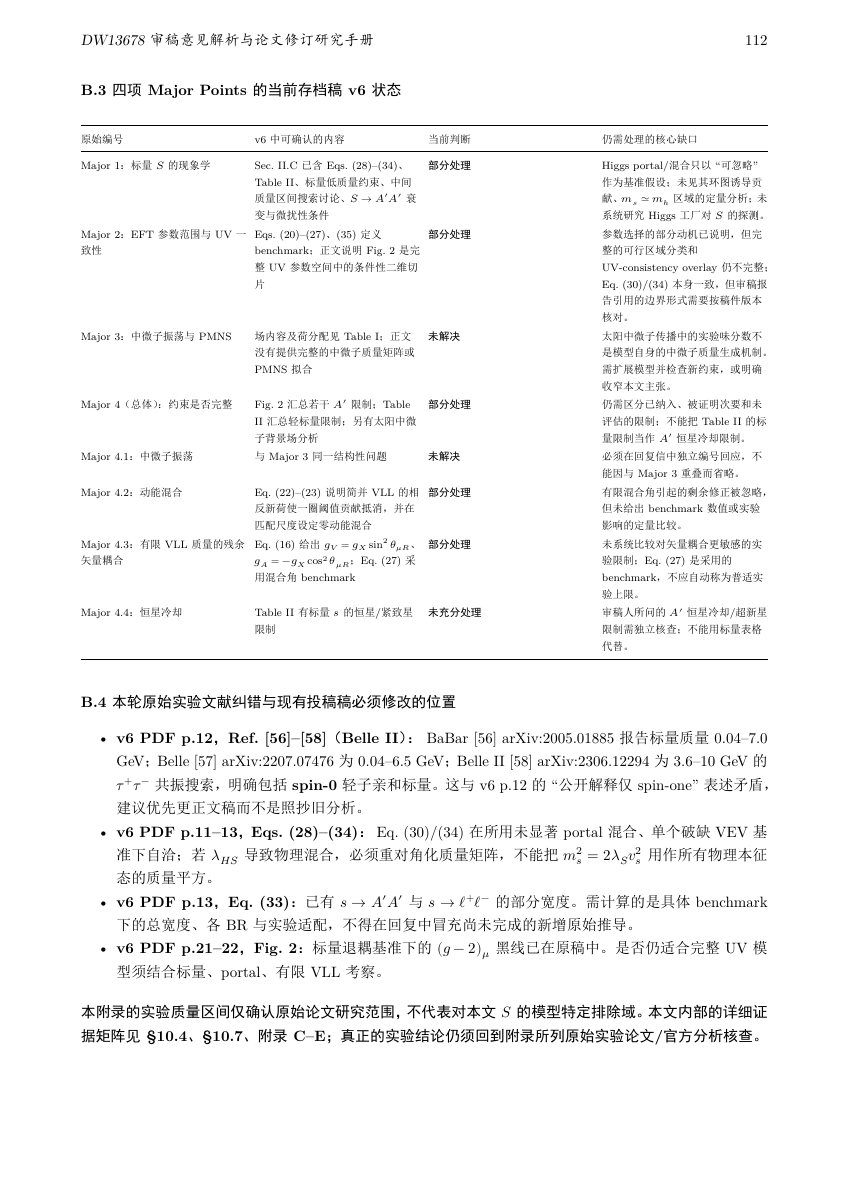 DW13678 审稿意见解析与论文修订研究手册 112
B.3 四项 Major Points 的当前存档稿 v6 状态
原始编号 v6 中可确认的内容 当前判断 仍需处理的核心缺口
Major 1：标量 S 的现象学 Sec. II.C 已含 Eqs. (28)–(34)、 部分处理 Higgs portal/混合只以 “可忽略”
Table II、标量低质量约束、中间 作为基准假设；未见其环图诱导贡
质量区间搜索讨论、S → A′A′ 衰 献、m_s ≃ m_h 区域的定量分析；未
变与微扰性条件 系统研究 Higgs 工厂对 S 的探测。
Major 2：EFT 参数范围与 UV 一 Eqs. (20)–(27)、(35) 定义 部分处理 参数选择的部分动机已说明，但完
致性 benchmark；正文说明 Fig. 2 是完 整的可行区域分类和
整 UV 参数空间中的条件性二维切 UV-consistency overlay 仍不完整；
片 Eq. (30)/(34) 本身一致，但审稿报
告引用的边界形式需要按稿件版本
核对。
Major 3：中微子振荡与 PMNS 场内容及荷分配见 Table I；正文 未解决 太阳中微子传播中的实验味分数不
没有提供完整的中微子质量矩阵或 是模型自身的中微子质量生成机制。
PMNS 拟合 需扩展模型并检查新约束，或明确
收窄本文主张。
Major 4（总体）：约束是否完整 Fig. 2 汇总若干 A′ 限制；Table 部分处理 仍需区分已纳入、被证明次要和未
II 汇总轻标量限制；另有太阳中微 评估的限制；不能把 Table II 的标
子背景场分析 量限制当作 A′ 恒星冷却限制。
Major 4.1：中微子振荡 与 Major 3 同一结构性问题 未解决 必须在回复信中独立编号回应，不
能因与 Major 3 重叠而省略。
Major 4.2：动能混合 Eq. (22)–(23) 说明简并 VLL 的相 部分处理 有限混合角引起的剩余修正被忽略，
反新荷使一圈阈值贡献抵消，并在 但未给出 benchmark 数值或实验
匹配尺度设定零动能混合 影响的定量比较。
Major 4.3：有限 VLL 质量的残余 Eq. (16) 给出 g_V = g_X sin² θ_μR、 部分处理 未系统比较对矢量耦合更敏感的实
矢量耦合 g_A = −g_X cos² θ_μR；Eq. (27) 采 验限制；Eq. (27) 是采用的
用混合角 benchmark benchmark，不应自动称为普适实
验上限。
Major 4.4：恒星冷却 Table II 有标量 s 的恒星/紧致星 未充分处理 审稿人所问的 A′ 恒星冷却/超新星
限制 限制需独立核查；不能用标量表格
代替。
B.4 本轮原始实验文献纠错与现有投稿稿必须修改的位置
• v6 PDF p.12，Ref. [56]–[58]（Belle II）： BaBar [56] arXiv:2005.01885 报告标量质量 0.04–7.0
GeV；Belle [57] arXiv:2207.07476 为 0.04–6.5 GeV；Belle II [58] arXiv:2306.12294 为 3.6–10 GeV 的
τ⁺τ⁻ 共振搜索，明确包括 spin-0 轻子亲和标量。这与 v6 p.12 的 “公开解释仅 spin-one” 表述矛盾，
建议优先更正文稿而不是照抄旧分析。
• v6 PDF p.11–13，Eqs. (28)–(34)： Eq. (30)/(34) 在所用未显著 portal 混合、单个破缺 VEV 基
准下自洽；若 λ_HS 导致物理混合，必须重对角化质量矩阵，不能把 m_s² = 2λ_S v_s² 用作所有物理本征
态的质量平方。
• v6 PDF p.13，Eq. (33)：已有 s → A′A′ 与 s → ℓ⁺ℓ⁻ 的部分宽度。需计算的是具体 benchmark
下的总宽度、各 BR 与实验适配，不得在回复中冒充尚未完成的新增原始推导。
• v6 PDF p.21–22，Fig. 2：标量退耦基准下的 (g − 2)_μ 黑线已在原稿中。是否仍适合完整 UV 模
型须结合标量、portal、有限 VLL 考察。
本附录的实验质量区间仅确认原始论文研究范围，不代表对本文 S 的模型特定排除域。本文内部的详细证
据矩阵见 §10.4、§10.7、附录 C–E；真正的实验结论仍须回到附录所列原始实验论文/官方分析核查。